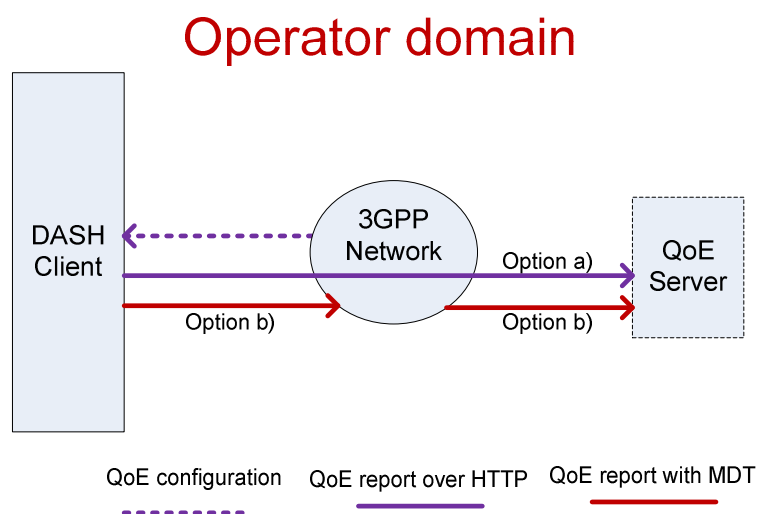 Operator domain
3GPP
Network
DASH
Client
QoE
Server
Option a)
Option b)
Option b)
QoE configuration
QoE report over HTTP
QoE report with MDT